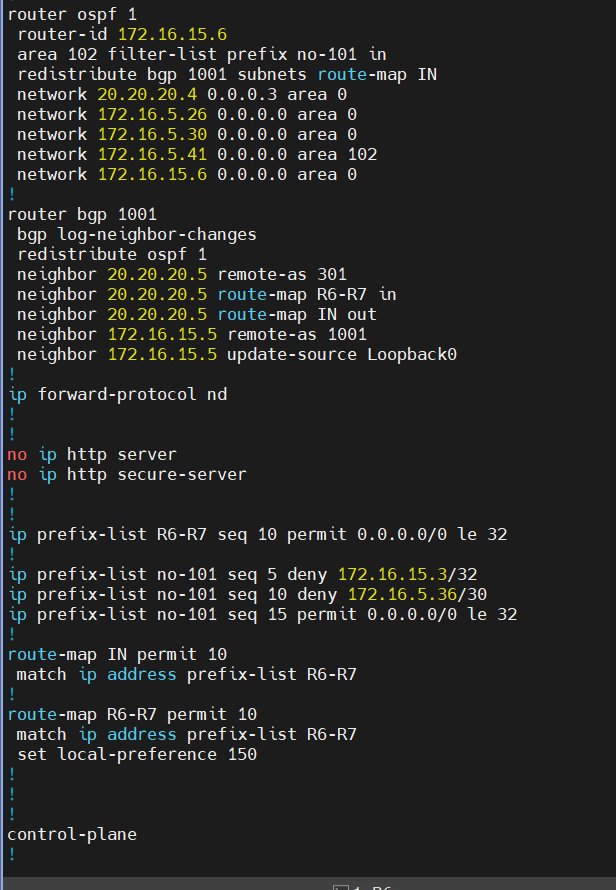 router ospf 1
router-id 172.16.15.6
area 102 filter-list prefix no-101 in
redistribute bgp 1001 subnets route-map IN
network 20.20.20.4 0.0.0.3 area 0
network 172.16.5.26 0.0.0.0 area 0
network 172.16.5.30 0.0.0.0 area 0
network 172.16.5.41 0.0.0.0 area 102
network 172.16.15.6 0.0.0.0 area 0
!
router bgp 1001
bgp log-neighbor-changes
redistribute ospf 1
neighbor 20.20.20.5 remote-as 301
neighbor 20.20.20.5 route-map R6-R7 in
neighbor 20.20.20.5 route-map IN out
neighbor 172.16.15.5 remote-as 1001
neighbor 172.16.15.5 update-source Loopback0
!
ip forward-protocol nd
!
!
no ip http server
no ip http secure-server
!
!
ip prefix-list R6-R7 seq 10 permit 0.0.0.0/0 le 32
!
ip prefix-list no-101 seq 5 deny 172.16.15.3/32
ip prefix-list no-101 seq 10 deny 172.16.5.36/30
ip prefix-list no-101 seq 15 permit 0.0.0.0/0 le 32
!
route-map IN permit 10
match ip address prefix-list R6-R7
!
route-map R6-R7 permit 10
match ip address prefix-list R6-R7
set local-preference 150
!
!
!
control-plane
!